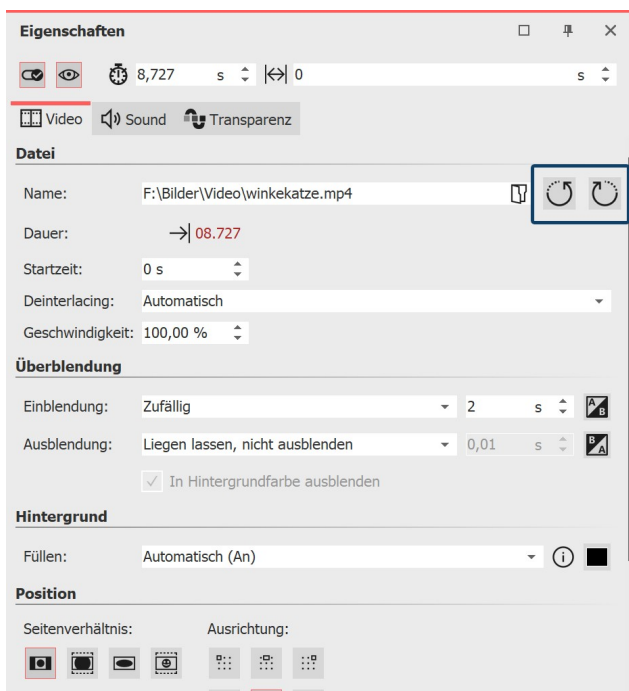 Eigenschaften
8,727 s 0 s
Video Sound Transparenz
Datei
Name: F:\Bilder\Video\winkekatze.mp4
Dauer: 08.727
Startzeit: 0 s
Deinterlacing: Automatisch
Geschwindigkeit: 100,00 %
Überblendung
Einblendung: Zufällig 2 s A B
Ausblendung: Liegen lassen, nicht ausblenden 0,01 s B A
In Hintergrundfarbe ausblenden
Hintergrund
Füllen: Automatisch (An) i
Position
Seitenverhältnis: Ausrichtung: